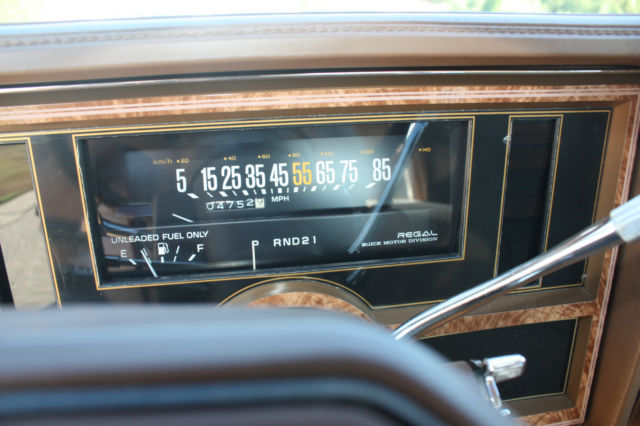 km/h 20 40 60 80 100 120 140
5 15 25 35 45 55 65 75 85
04752 MPH
UNLEADED FUEL ONLY
REGAL
E F P RND21 BUICK MOTOR DIVISION